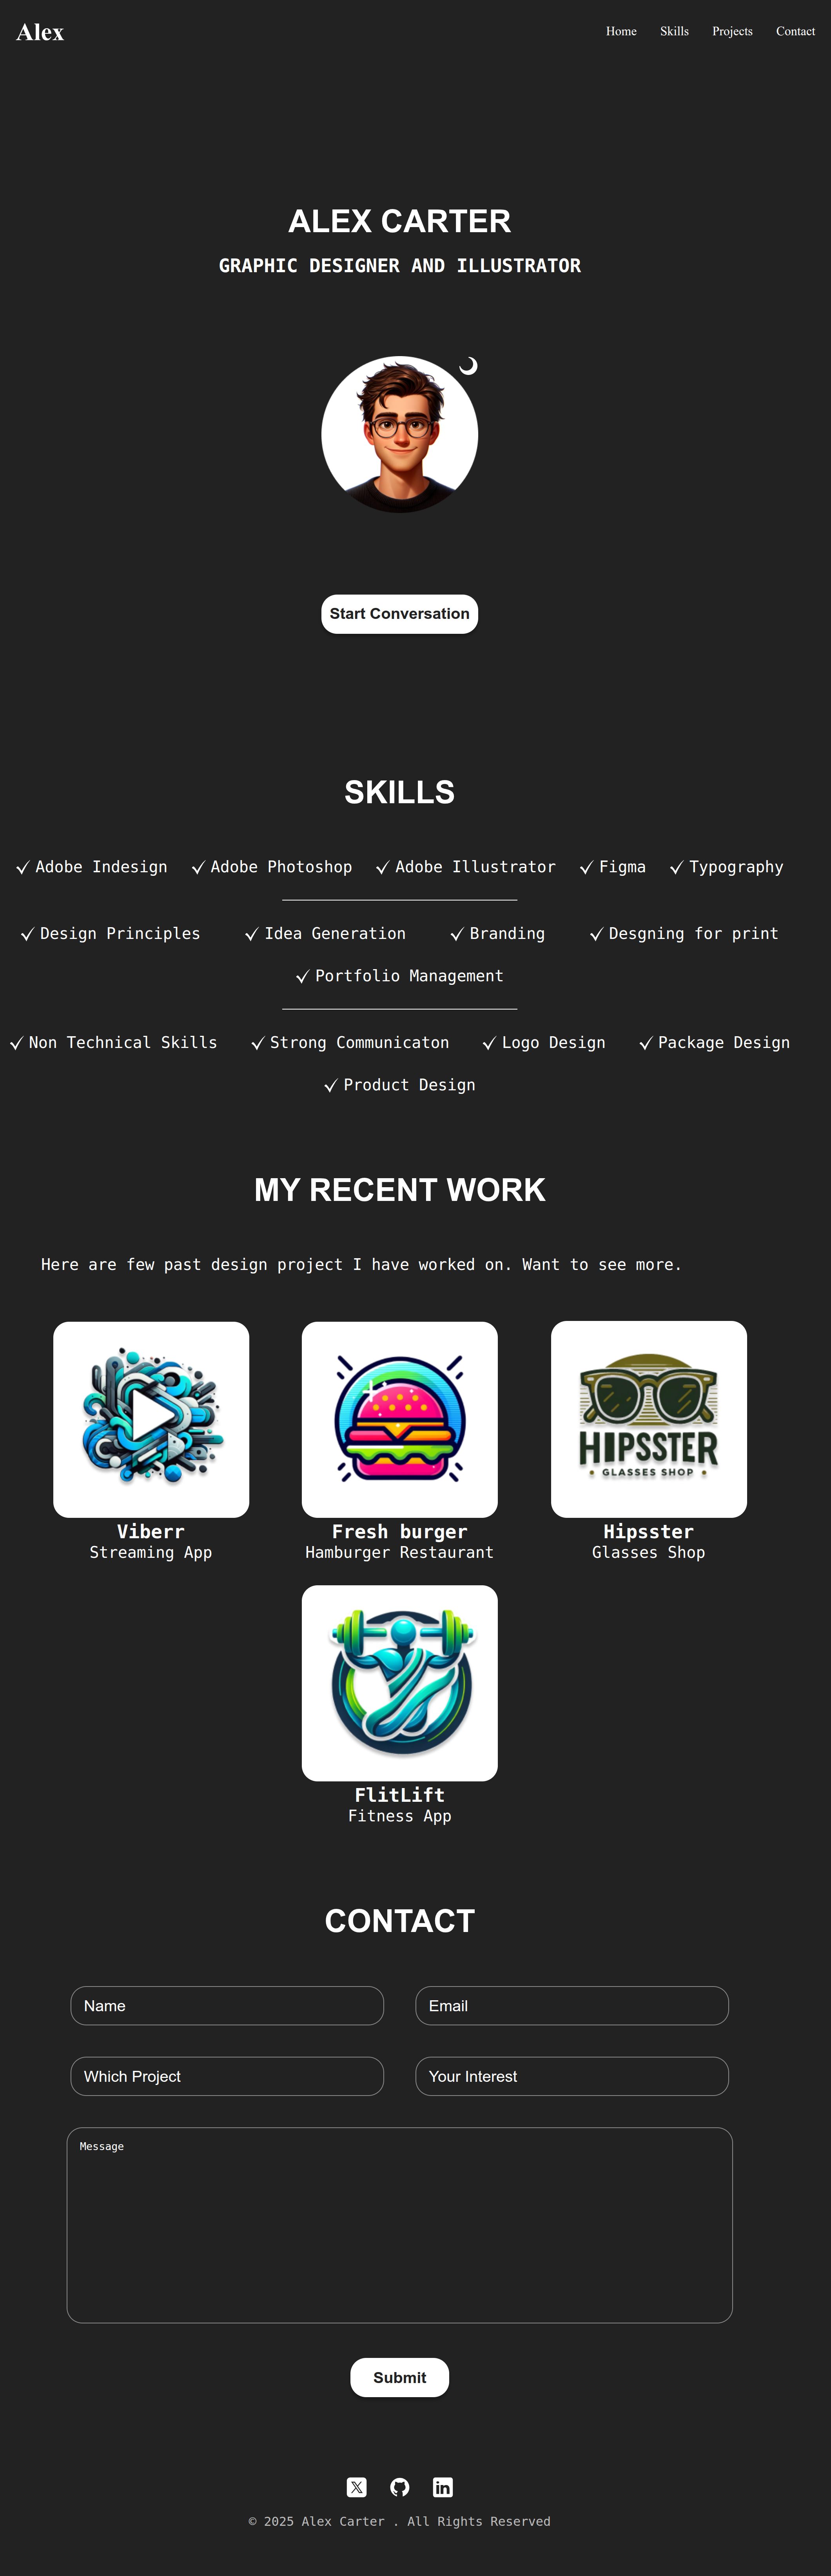 Alex
Home Skills Projects Contact
ALEX CARTER
GRAPHIC DESIGNER AND ILLUSTRATOR
Start Conversation
SKILLS
Adobe Indesign Adobe Photoshop Adobe Illustrator Figma Typography
Design Principles Idea Generation Branding Desgning for print
Portfolio Management
Non Technical Skills Strong Communicaton Logo Design Package Design
Product Design
MY RECENT WORK
Here are few past design project I have worked on. Want to see more.
HIPSSTER
GLASSES SHOP
Viberr Fresh burger Hipsster
Streaming App Hamburger Restaurant Glasses Shop
FlitLift
Fitness App
CONTACT
Name Email
Which Project Your Interest
Message
Submit
© 2025 Alex Carter . All Rights Reserved